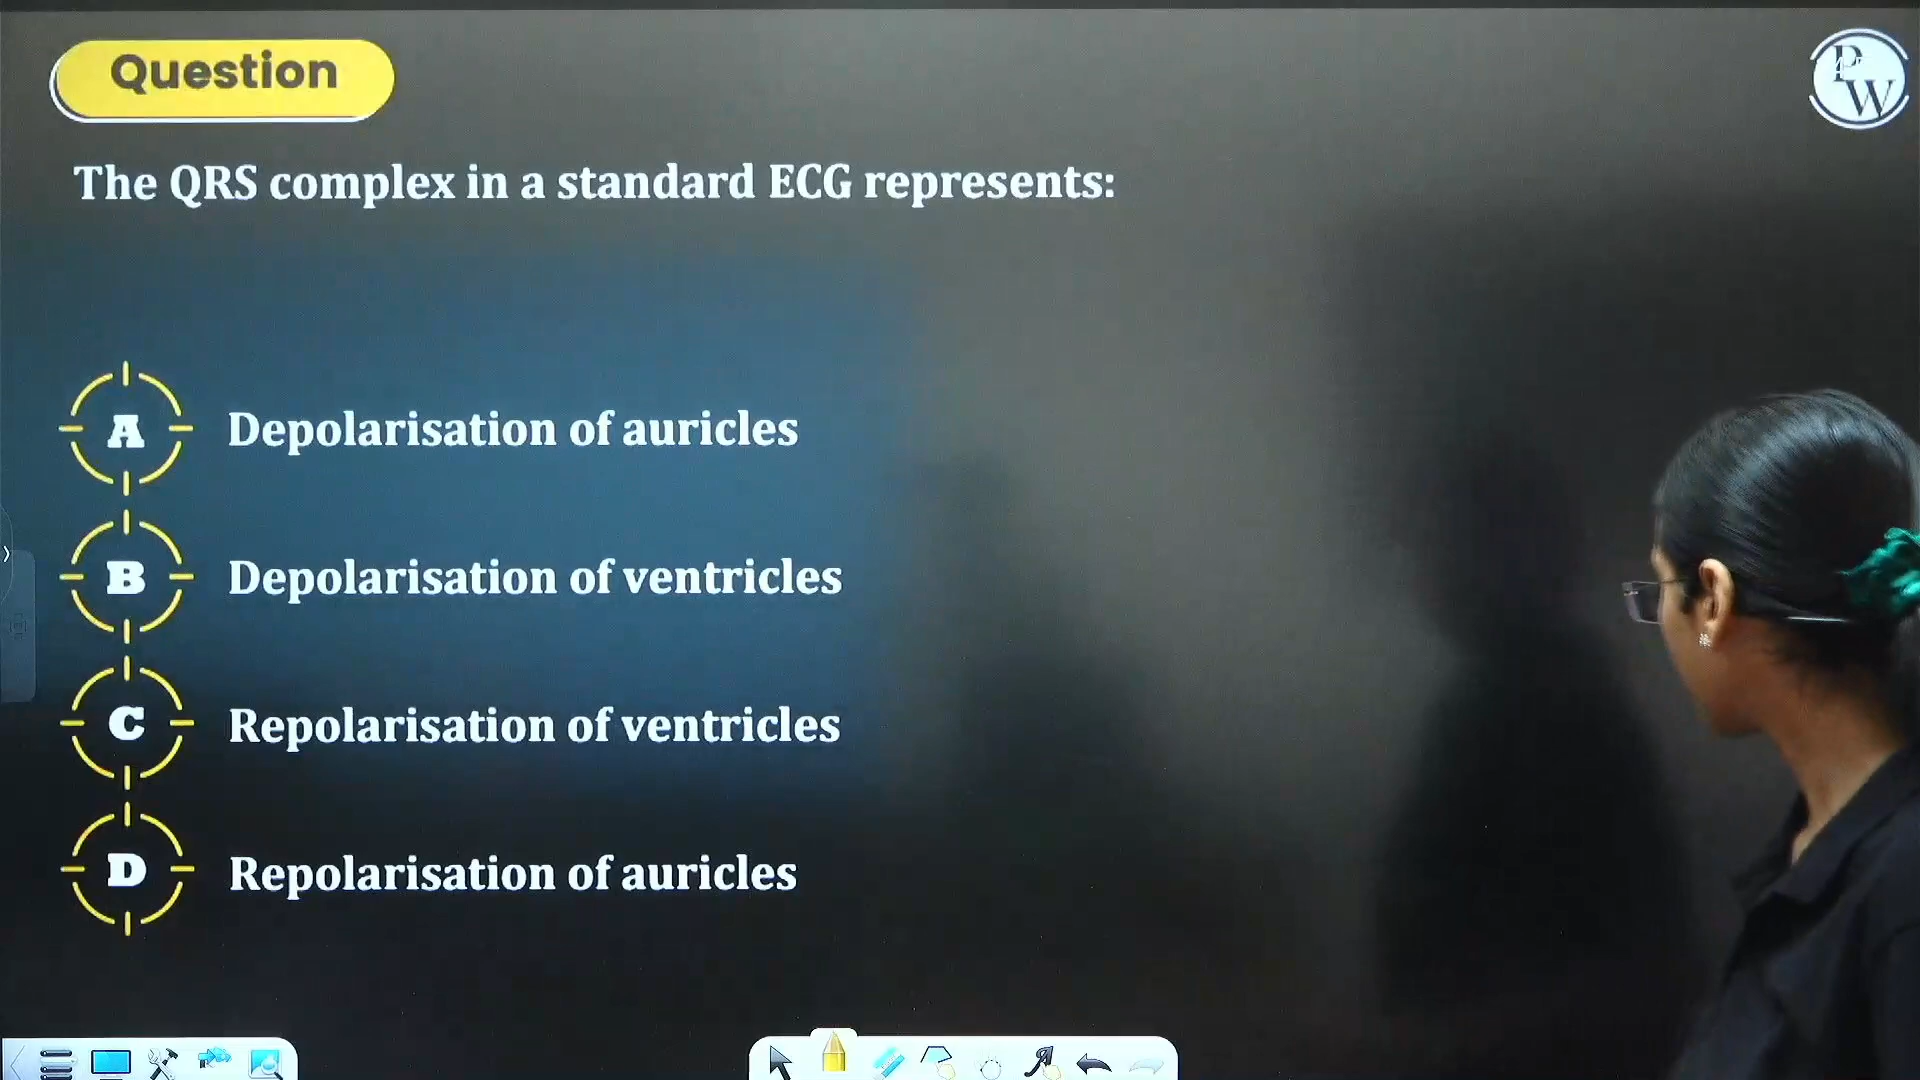 Question
PW
The QRS complex in a standard ECG represents:
A Depolarisation of auricles
B Depolarisation of ventricles
C Repolarisation of ventricles
D Repolarisation of auricles